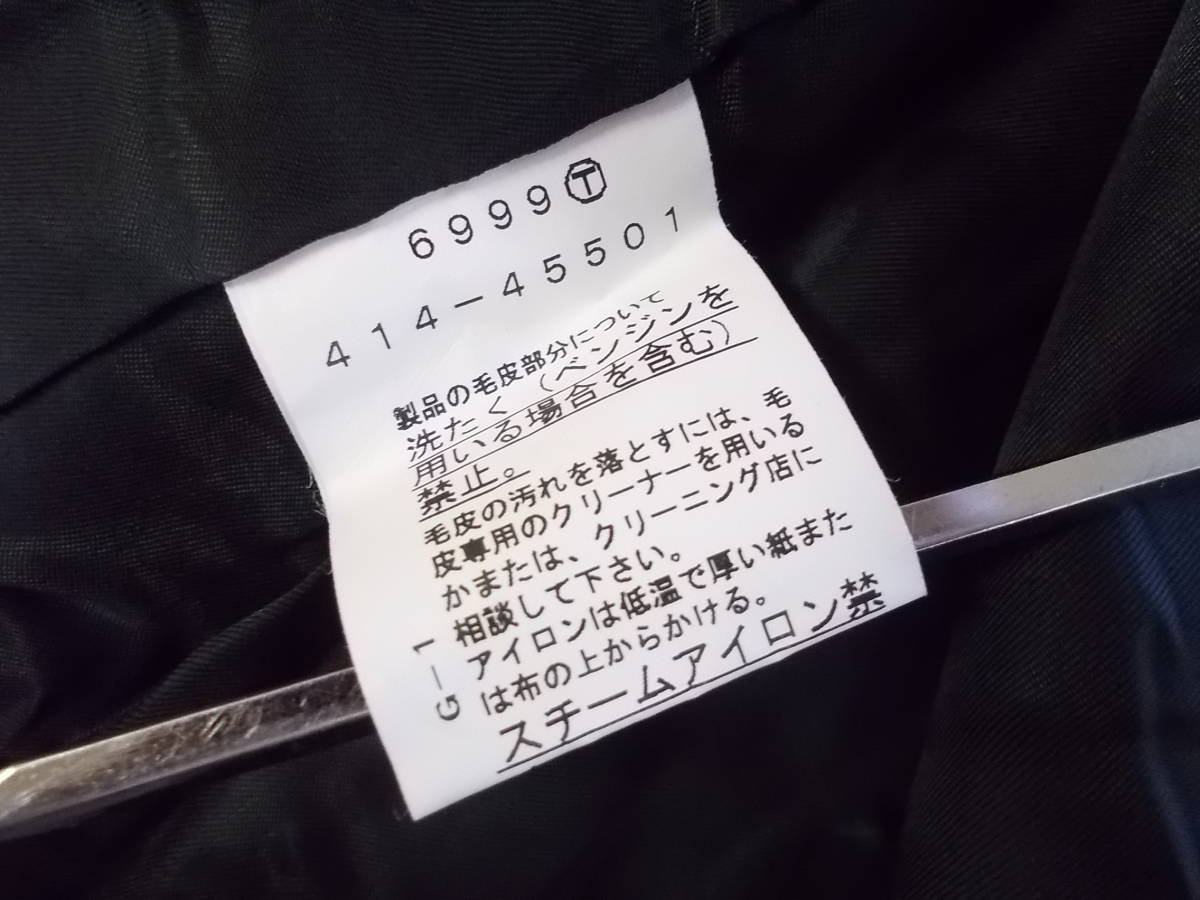 6999Ⓣ
414-45501
製品の毛皮部分について
洗たく(ベンジンを
用いる場合を含む)
禁止。
毛皮の汚れを落とすには、毛
皮専用のクリーナーを用いる
かまたは、クリーニング店に
相談して下さい。
アイロンは低温で厚い紙また
は布の上からかける。
スチームアイロン禁
G-1